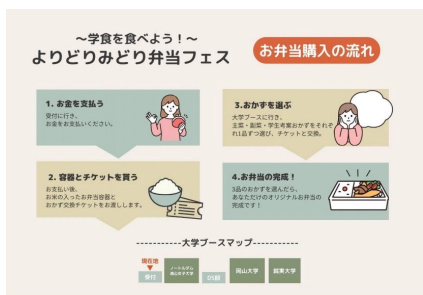 ～学食を食べよう！～
よりどりみどり弁当フェス
お弁当購入の流れ
1. お金を支払う
受付に行き、
お金をお支払いください。
2. 容器とチケットを買う
お支払い後、
お米の入ったお弁当容器と
おかず交換チケットをお渡しします。
3.おかずを選ぶ
大学ブースに行き、
主菜・副菜・学生考案おかずをそれぞ
れ1品ずつ選び、チケットと交換。
4.お弁当の完成！
3品のおかずを選んだら、
あなただけのオリジナルお弁当の
完成です！
-----------大学ブースマップ-----------
現在地
受付
ノートルダム
清心女子大学
岡山大学
就実大学